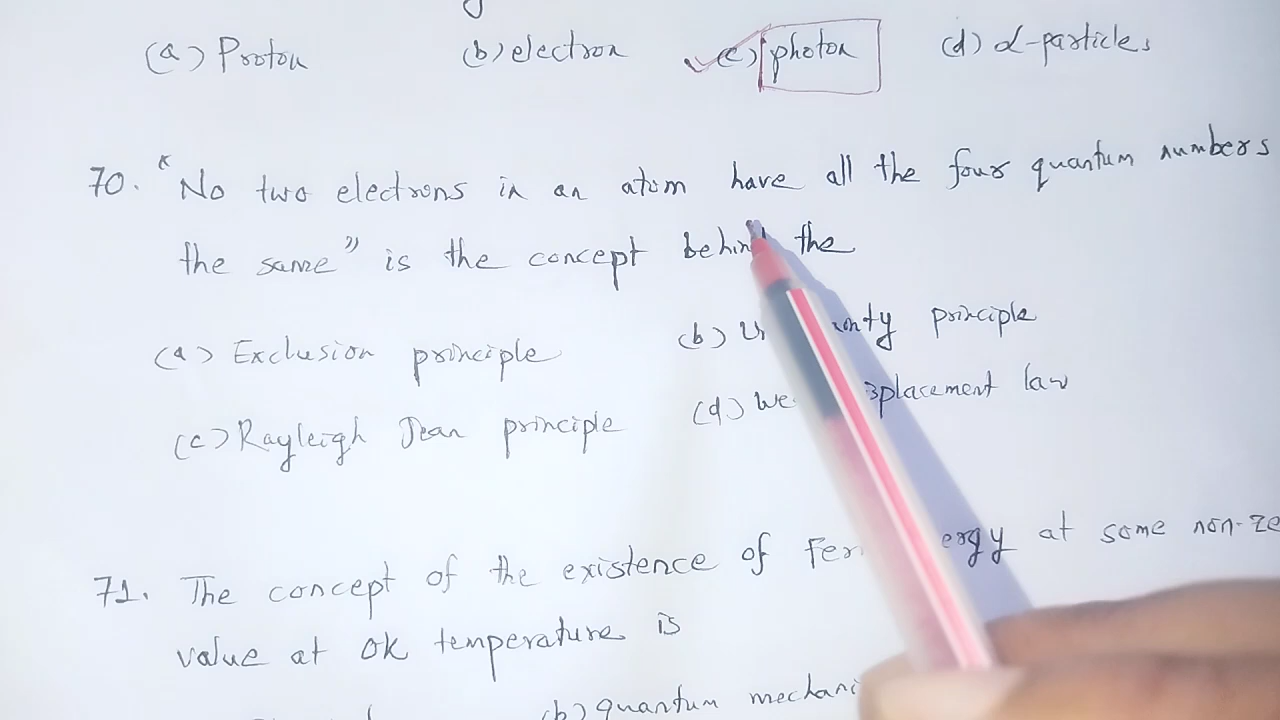 (a) Proton (b) electron (c) photon (d) α-particles
70. "No two electrons in an atom have all the four quantum numbers
the same" is the concept behind the
(a) Exclusion principle (b) principle
(c) Rayleigh Jean principle (d) law
71. The concept of the existence of at some
value at 0K temperature is
(b) quantum